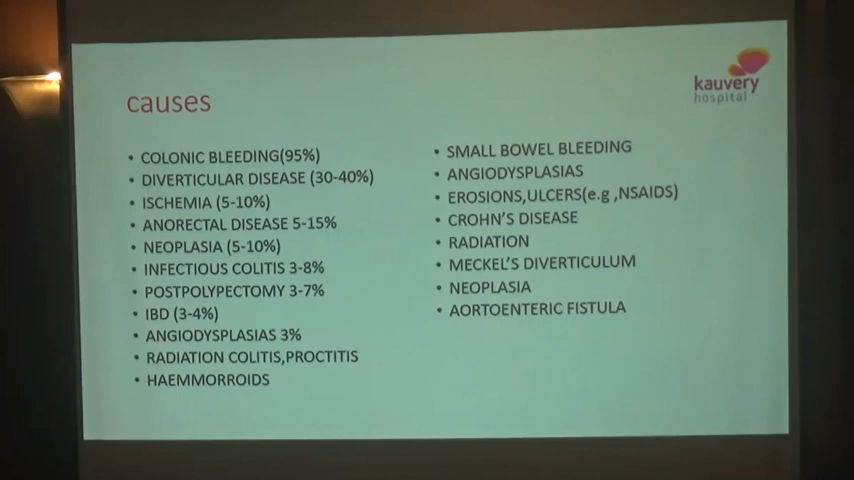 kauvery
hospital
causes
• COLONIC BLEEDING(95%)
• DIVERTICULAR DISEASE (30-40%)
• ISCHEMIA (5-10%)
• ANORECTAL DISEASE 5-15%
• NEOPLASIA (5-10%)
• INFECTIOUS COLITIS 3-8%
• POSTPOLYPECTOMY 3-7%
• IBD (3-4%)
• ANGIODYSPLASIAS 3%
• RADIATION COLITIS,PROCTITIS
• HAEMMORROIDS
• SMALL BOWEL BLEEDING
• ANGIODYSPLASIAS
• EROSIONS,ULCERS(e.g ,NSAIDS)
• CROHN'S DISEASE
• RADIATION
• MECKEL'S DIVERTICULUM
• NEOPLASIA
• AORTOENTERIC FISTULA